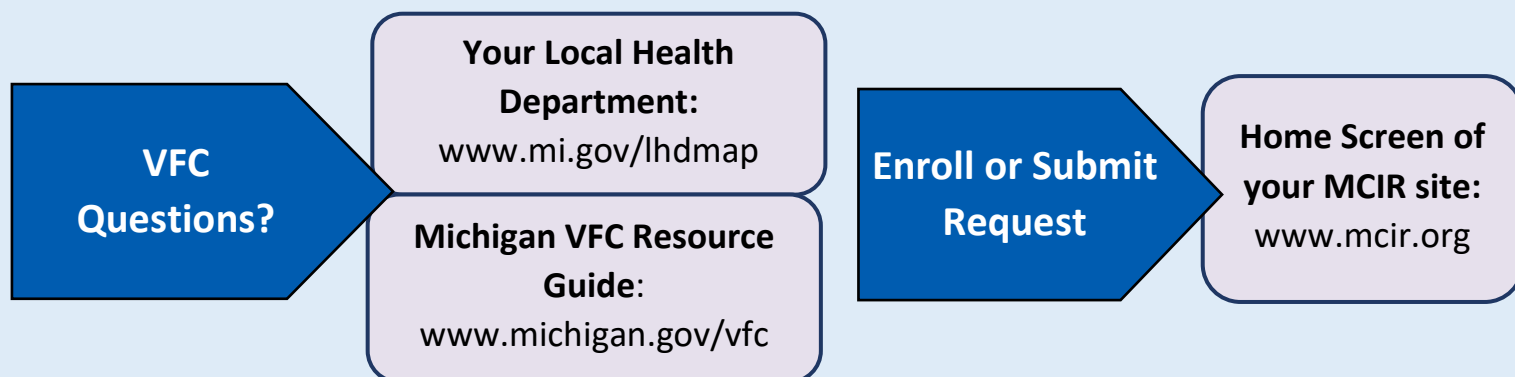 VFC
Questions?
Your Local Health
Department:
www.mi.gov/lhdmap
Michigan VFC Resource
Guide:
www.michigan.gov/vfc
Enroll or Submit
Request
Home Screen of
your MCIR site:
www.mcir.org